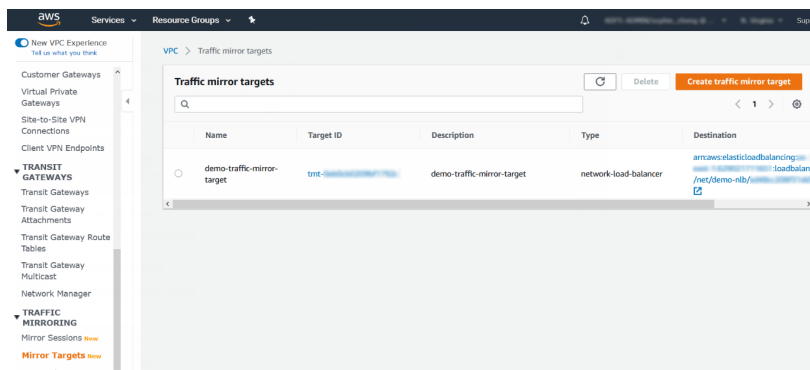 aws Services Resource Groups Sup
New VPC Experience
Tell us what you think
Customer Gateways
Virtual Private
Gateways
Site-to-Site VPN
Connections
Client VPN Endpoints
TRANSIT
GATEWAYS
Transit Gateways
Transit Gateway
Attachments
Transit Gateway Route
Tables
Transit Gateway
Multicast
Network Manager
TRAFFIC
MIRRORING
Mirror Sessions New
Mirror Targets New
VPC > Traffic mirror targets
Traffic mirror targets
Delete
Create traffic mirror target
< 1 >
Name Target ID Description Type Destination
demo-traffic-mirror-
target
tmt-
demo-traffic-mirror-target
network-load-balancer
arn:aws:elasticloadbalancing:
:loadbalan
/net/demo-nlb/